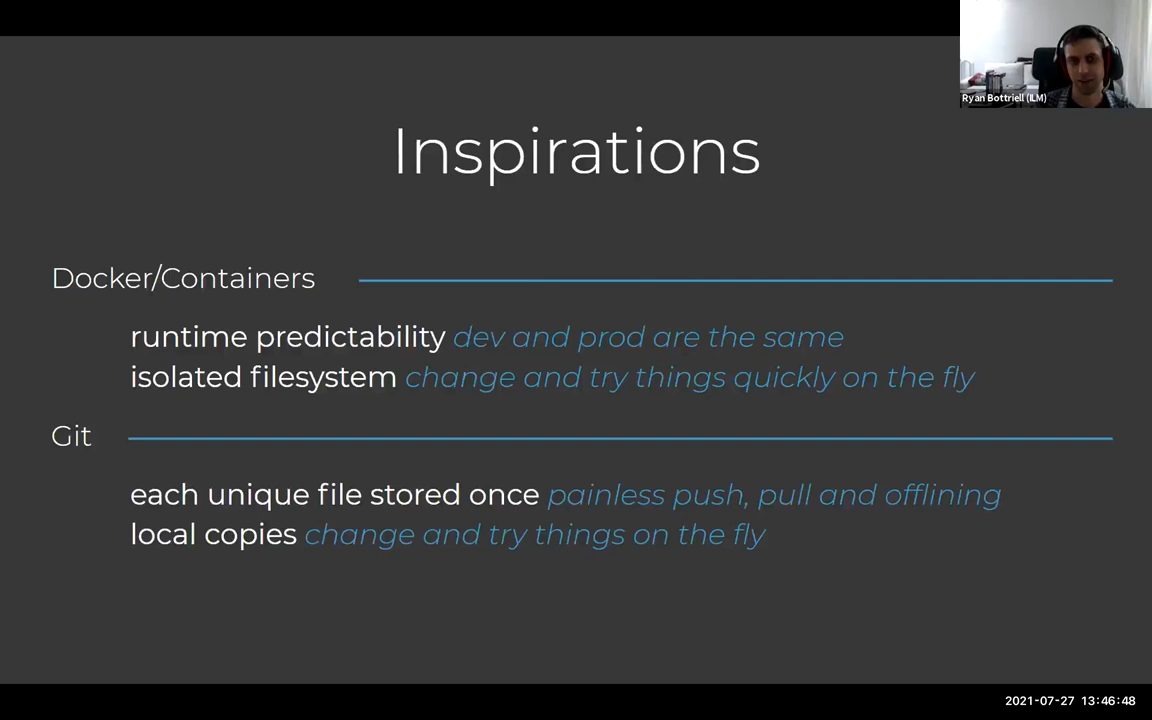 Ryan Bottriell (ILM)
Inspirations
Docker/Containers
runtime predictability dev and prod are the same
isolated filesystem change and try things quickly on the fly
Git
each unique file stored once painless push, pull and offlining
local copies change and try things on the fly
2021-07-27 13:46:48